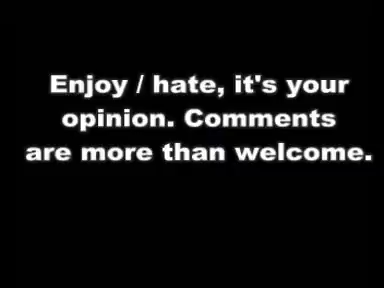 Enjoy / hate, it's your
opinion. Comments
are more than welcome.